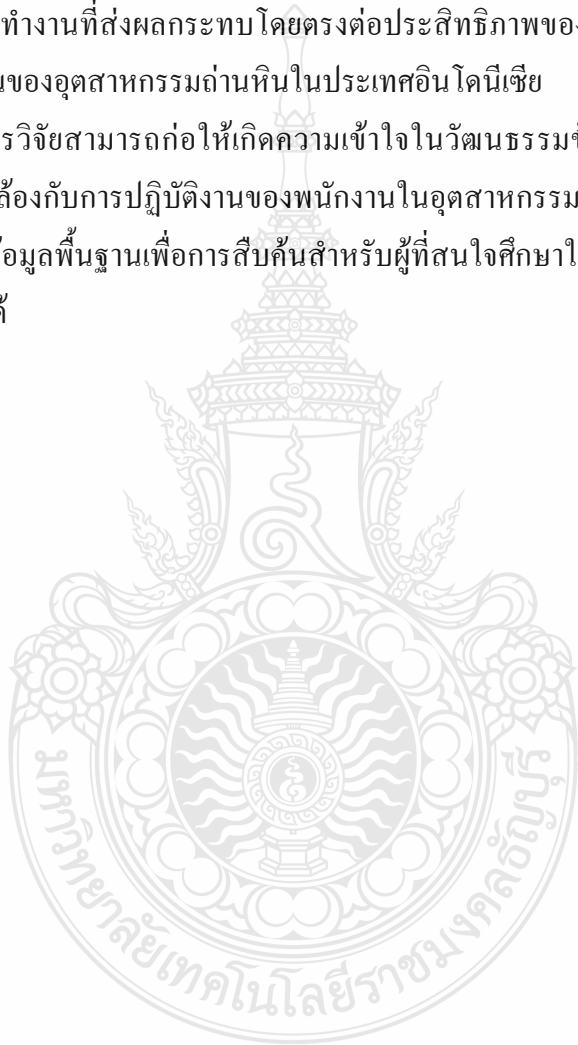 ทำงานที่ส่งผลกระทบโดยตรงต่อประสิทธิภาพของ
ของอุตสาหกรรมถ่านหินในประเทศอินโดนีเซีย
วิจัยสามารถก่อให้เกิดความเข้าใจในวัฒนธรรม
กับการปฏิบัติงานของพนักงานในอุตสาหกรรม
พื้นฐานเพื่อการสืบค้นสำหรับผู้ที่สนใจศึกษา
มหาวิทยาลัยเทคโนโลยีราชมงคลธัญบุรี